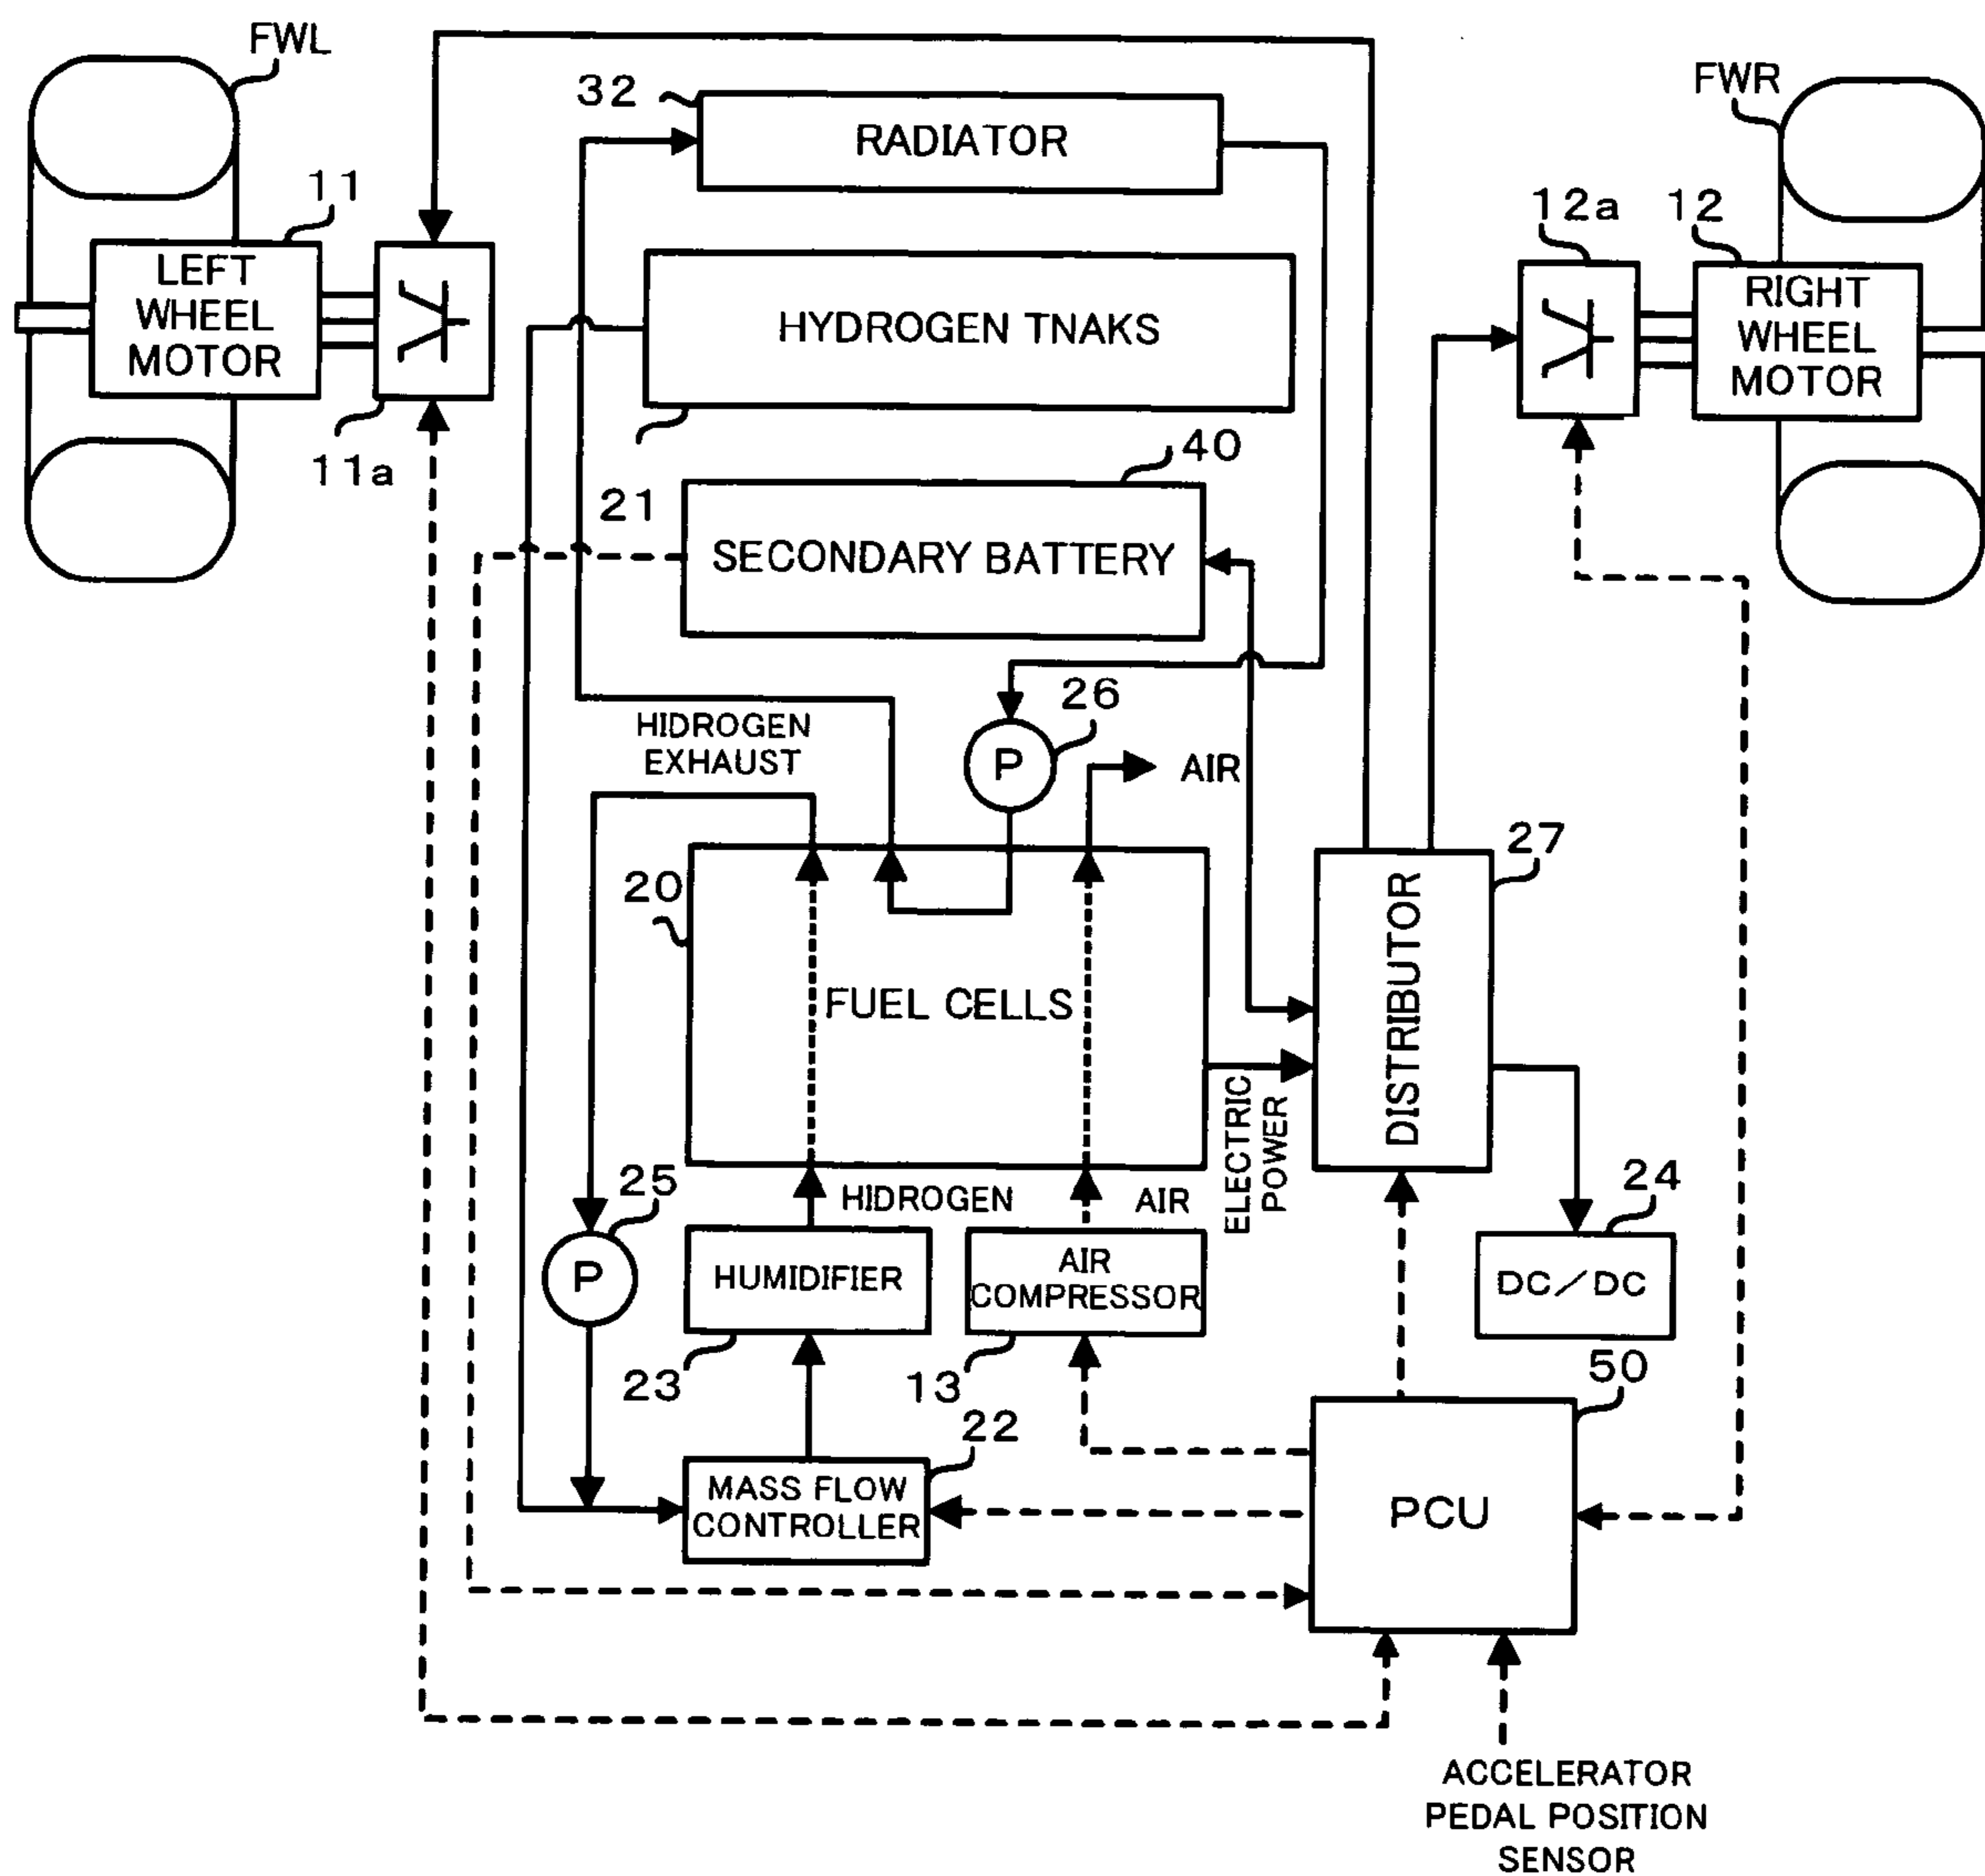 FWL
FWR
32
RADIATOR
11
12a
12
LEFT
WHEEL
MOTOR
HYDROGEN TNAKS
RIGHT
WHEEL
MOTOR
11a
21
40
SECONDARY BATTERY
26
HIDROGEN
EXHAUST
P
AIR
27
20
FUEL CELLS
DISTRIBUTOR
ELECTRIC
POWER
25
HIDROGEN
AIR
24
P
HUMIDIFIER
AIR
COMPRESSOR
DC/DC
23
13
50
22
MASS FLOW
CONTROLLER
PCU
ACCELERATOR
PEDAL POSITION
SENSOR